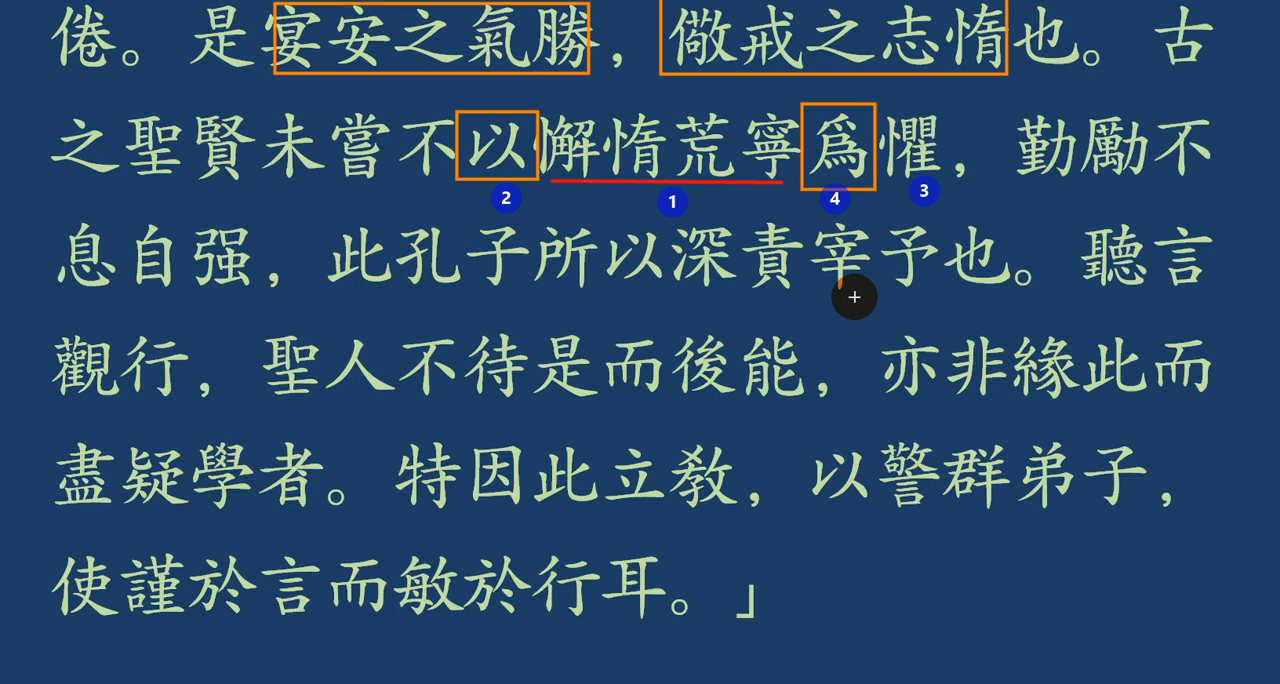 倦。是宴安之氣勝，儆戒之志惰也。古
之聖賢未嘗不以懈惰荒寧爲懼，勤勵不
息自强，此孔子所以深責宰予也。聽言
觀行，聖人不待是而後能，亦非緣此而
盡疑學者。特因此立教，以警群弟子，
使謹於言而敏於行耳。」
2 1 4 3